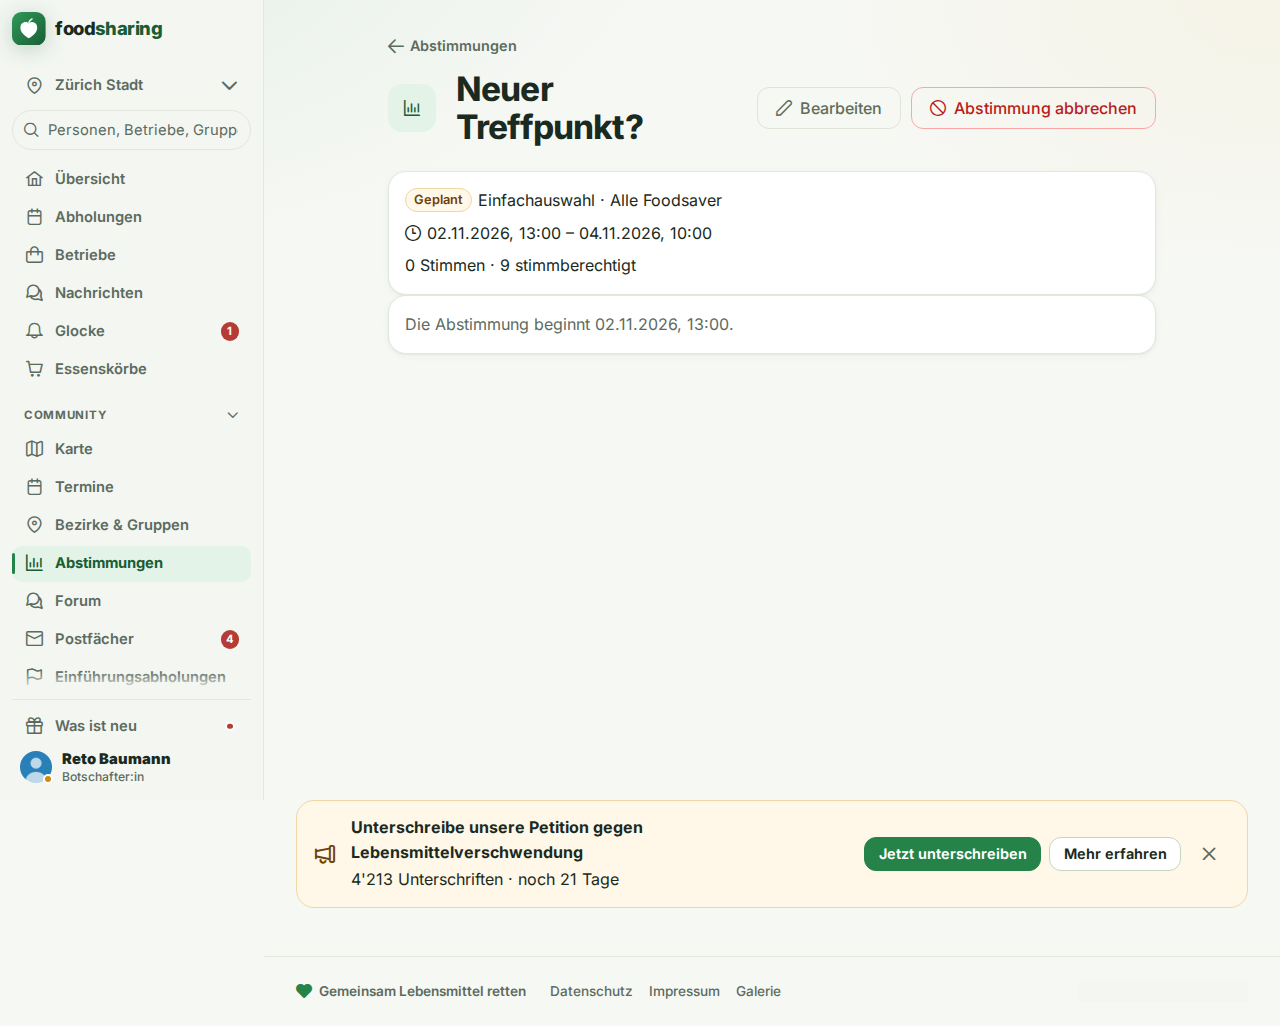 foodsharing
Zürich Stadt
Personen, Betriebe, Grupp
Übersicht
Abholungen
Betriebe
Nachrichten
Glocke 1
Essenskörbe
COMMUNITY
Karte
Termine
Bezirke & Gruppen
Abstimmungen
Forum
Postfächer 4
Einführungsabholungen
Was ist neu
Reto Baumann
Botschafter:in
Abstimmungen
Neuer
Treffpunkt?
Bearbeiten
Abstimmung abbrechen
Geplant Einfachauswahl · Alle Foodsaver
02.11.2026, 13:00 – 04.11.2026, 10:00
0 Stimmen · 9 stimmberechtigt
Die Abstimmung beginnt 02.11.2026, 13:00.
Unterschreibe unsere Petition gegen
Lebensmittelverschwendung
4'213 Unterschriften · noch 21 Tage
Jetzt unterschreiben
Mehr erfahren
Gemeinsam Lebensmittel retten Datenschutz Impressum Galerie